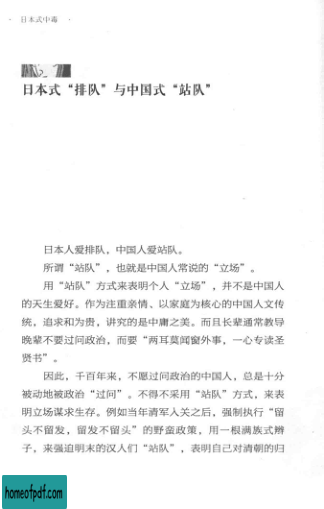 · 日本式中毒 ·
日本式“排队”与中国式“站队”
日本人爱排队，中国人爱站队。
所谓“站队”，也就是中国人常说的“立场”。
用“站队”方式来表明个人“立场”，并不是中国人
的天生爱好。作为注重亲情、以家庭为核心的中国人文传
统，追求和为贵，讲究的是中庸之美。而且长辈通常教导
晚辈不要过问政治，而要“两耳莫闻窗外事，一心专读圣
贤书”。
因此，千百年来，不愿过问政治的中国人，总是十分
被动地被政治“过问”。不得不采用“站队”方式，来表
明立场谋求生存。例如当年清军入关之后，强制执行“留
头不留发，留发不留头”的野蛮政策，用一根满族式辫
子，来强迫明末的汉人们“站队”，表明自己对清朝的归
homeofpdf.com